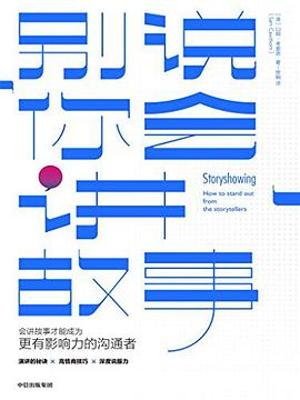 别说
你会
讲
故事
[Sam Cawthorn]
Storyshowing
How to stand out
from
the storytellers
会讲故事才能成为
更有影响力的沟通者
演讲的秘诀 × 高情商技巧 × 深度说服力
中信出版集团